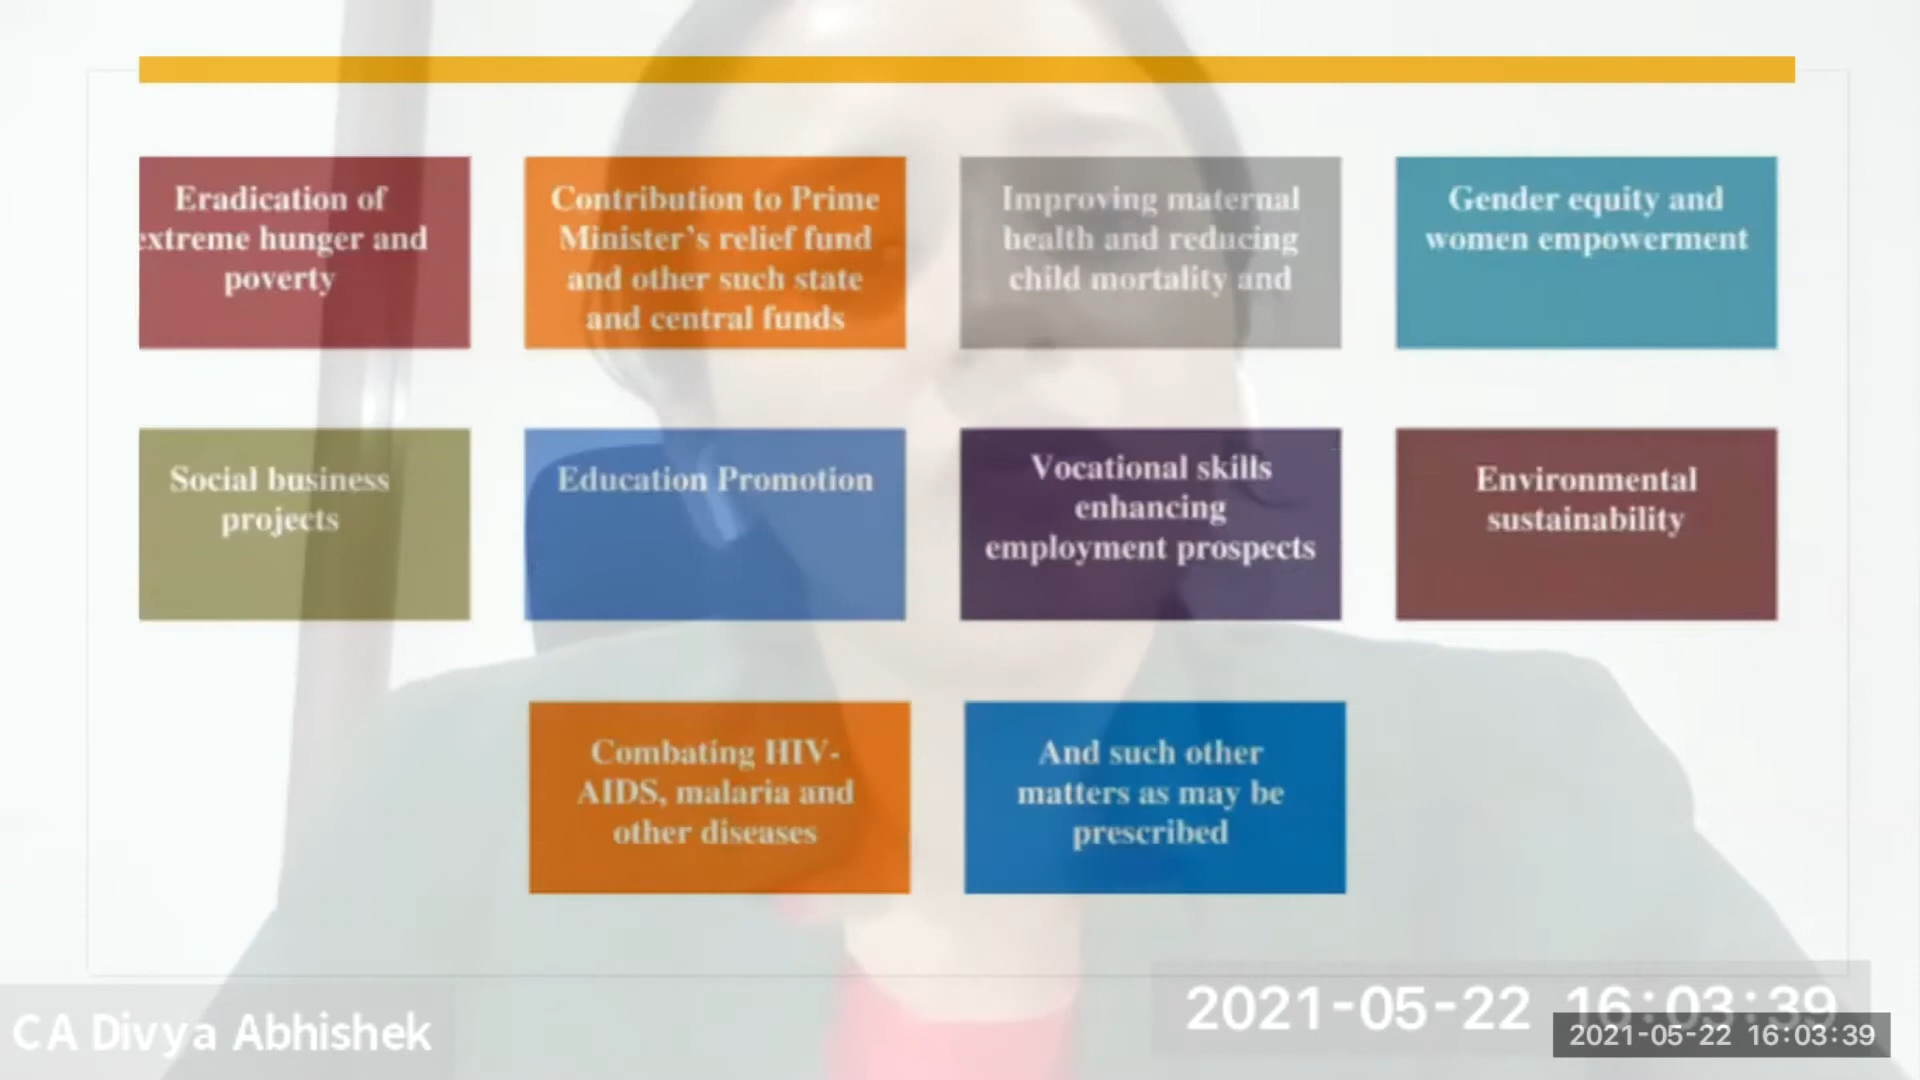 Eradication of
extreme hunger and
poverty
Contribution to Prime
Minister's relief fund
and other such state
and central funds
Improving maternal
health and reducing
child mortality and
Gender equity and
women empowerment
Social business
projects
Education Promotion
Vocational skills
enhancing
employment prospects
Environmental
sustainability
Combating HIV-
AIDS, malaria and
other diseases
And such other
matters as may be
prescribed
CA Divya Abhishek
2021-05-22 16:03:39
2021-05-22 16:03:39